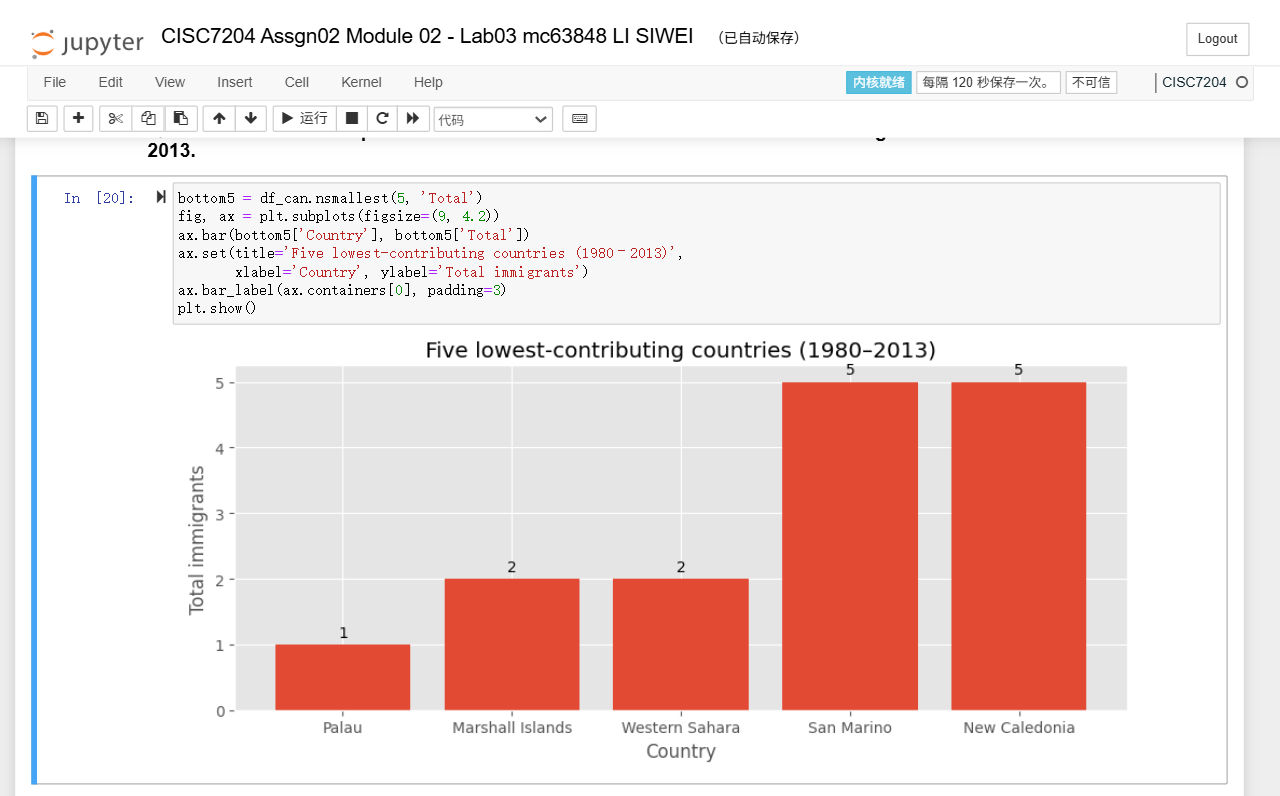 jupyter CISC7204 Assgn02 Module 02 - Lab03 mc63848 LI SIWEI （已自动保存） Logout
File Edit View Insert Cell Kernel Help 内核就绪 每隔 120 秒保存一次。 不可信 CISC7204
运行 代码
2013.
In [20]:
bottom5 = df_can.nsmallest(5, 'Total')
fig, ax = plt.subplots(figsize=(9, 4.2))
ax.bar(bottom5['Country'], bottom5['Total'])
ax.set(title='Five lowest-contributing countries (1980–2013)',
xlabel='Country', ylabel='Total immigrants')
ax.bar_label(ax.containers[0], padding=3)
plt.show()
Five lowest-contributing countries (1980–2013)
Total immigrants
5
4
3
2
1
0
1
2
2
5
5
Palau Marshall Islands Western Sahara San Marino New Caledonia
Country